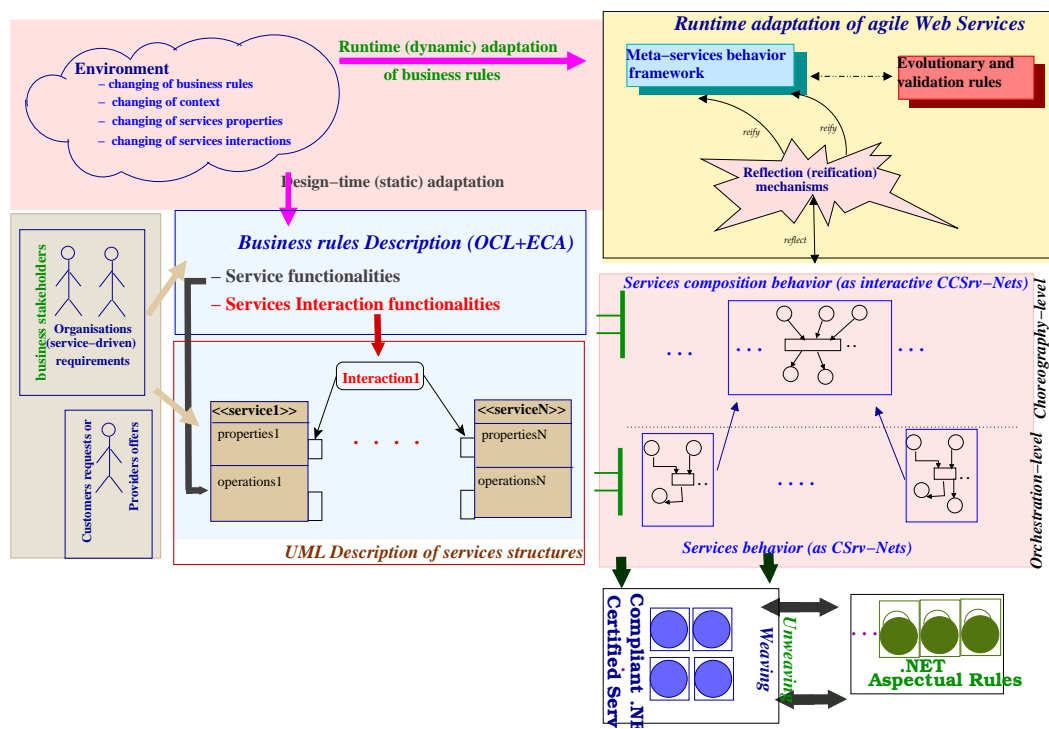 Runtime adaptation of agile Web Services
Environment
– changing of business rules
– changing of context
– changing of services properties
– changing of services interactions
Runtime (dynamic) adaptation
of business rules
Design−time (static) adaptation
Meta−services behavior
framework
Evolutionary and
validation rules
reify
reify
Reflection (reification)
mechanisms
reflect
business stakeholders
Organisations
(service−driven)
requirements
Customers requests or
Providers offers
Business rules Description (OCL+ECA)
– Service functionalities
– Services Interaction functionalities
Interaction1
<<service1>>
properties1
operations1
. . . .
<<serviceN>>
propertiesN
operationsN
UML Description of services structures
Services composition behavior (as interactive CCSrv−Nets)
. . .
. . .
. .
. . .
Choreography−level
. .
. . . .
. .
Orchestration−level
Services behavior (as CSrv−Nets)
Compliant .NE
Certified Serv
Weaving
Unweaving
. . .
.NET
Aspectual Rules